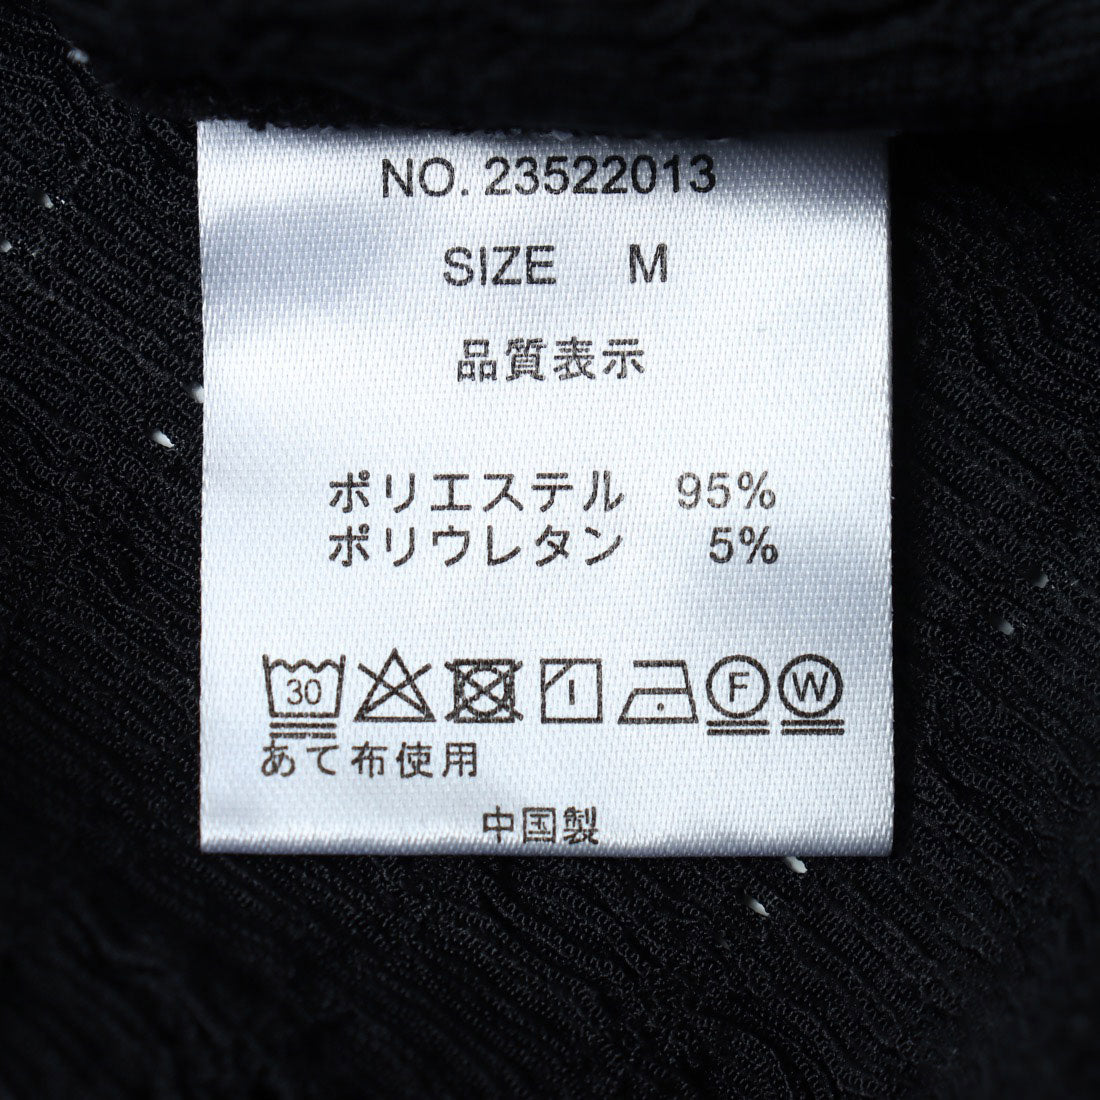 NO. 23522013
SIZE M
品質表示
ポリエステル 95%
ポリウレタン 5%
30 F W
あて布使用
中国製